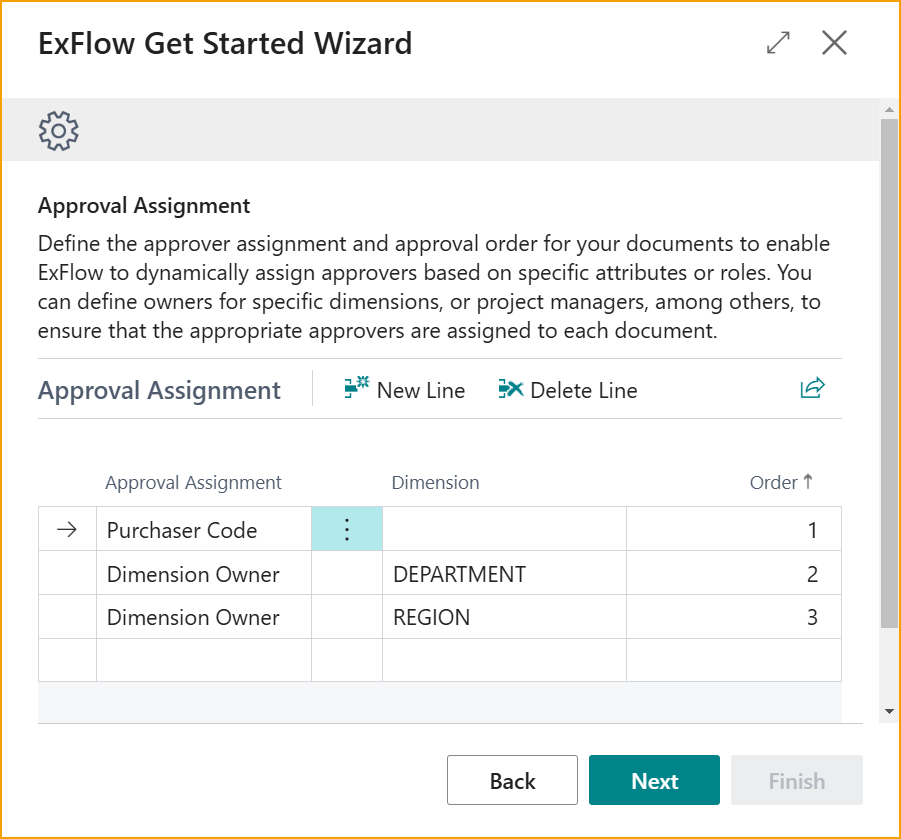 ExFlow Get Started Wizard
Approval Assignment
Define the approver assignment and approval order for your documents to enable
ExFlow to dynamically assign approvers based on specific attributes or roles. You
can define owners for specific dimensions, or project managers, among others, to
ensure that the appropriate approvers are assigned to each document.
Approval Assignment New Line Delete Line
Approval Assignment Dimension Order ↑
Purchaser Code 1
Dimension Owner DEPARTMENT 2
Dimension Owner REGION 3
Back Next Finish